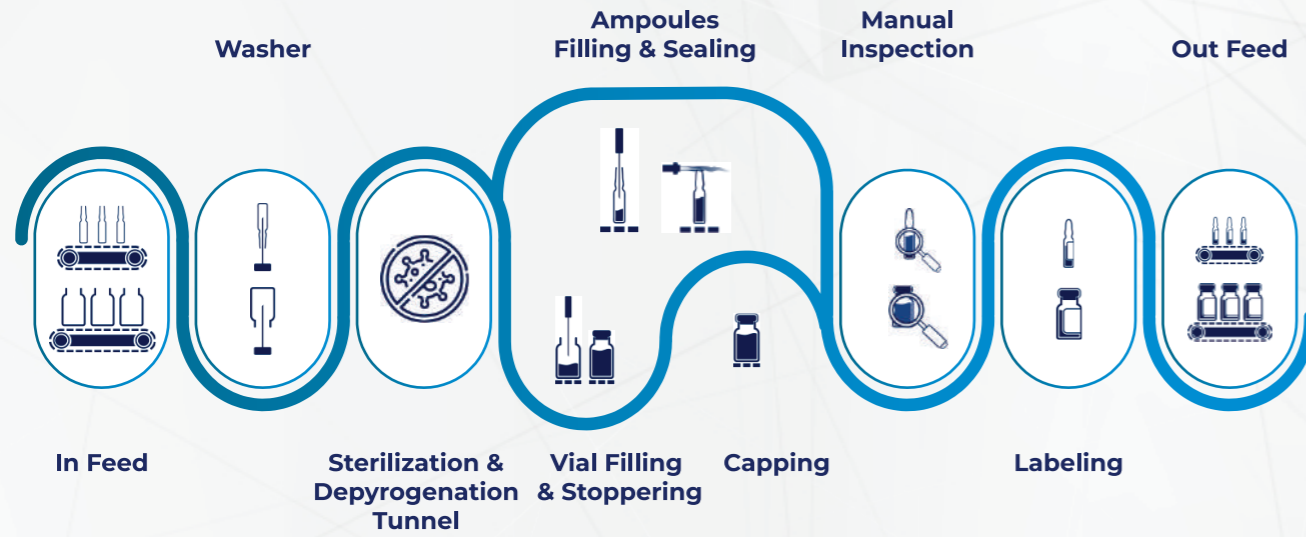 Washer
Ampoules
Filling & Sealing
Manual
Inspection
Out Feed
In Feed
Sterilization &
Depyrogenation
Tunnel
Vial Filling
& Stoppering
Capping
Labeling